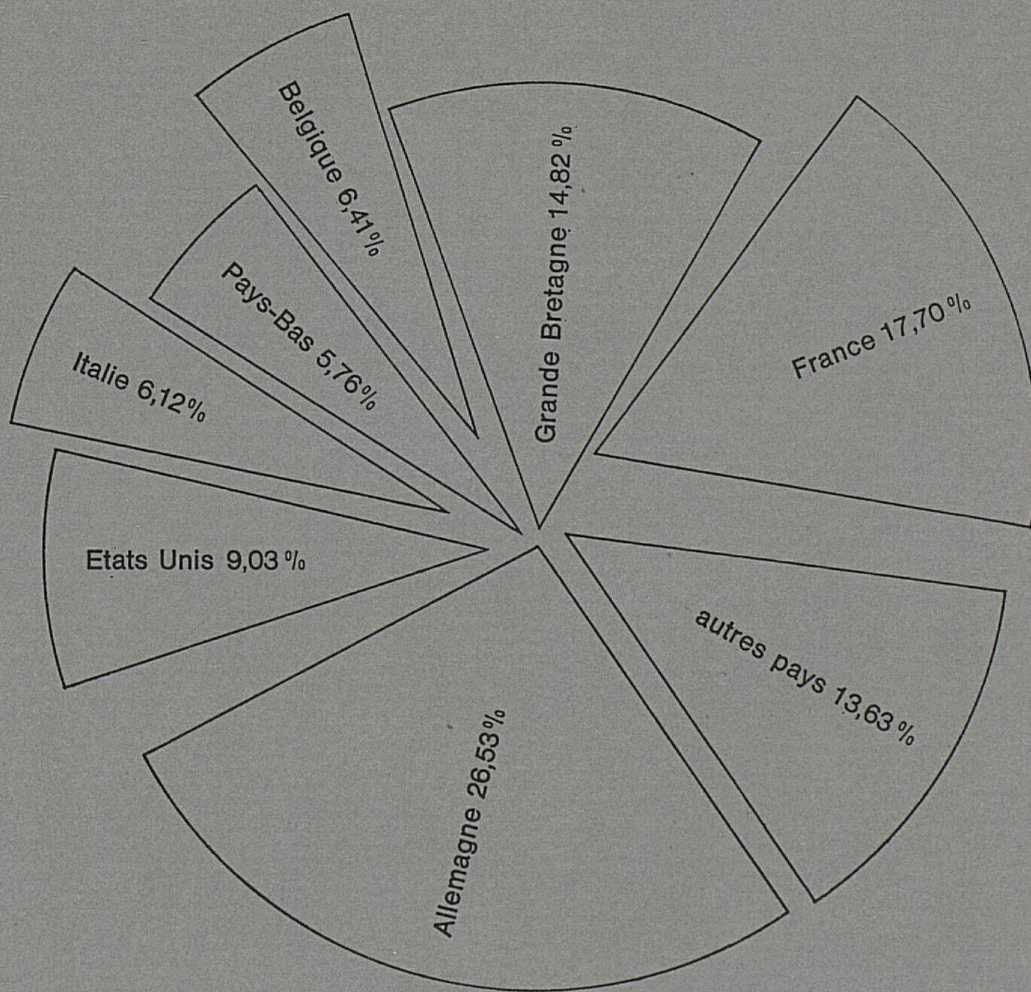 Belgique 6,41%
Grande Bretagne 14,82%
France 17,70%
Pays-Bas 5,76%
Italie 6,12%
Etats Unis 9,03%
autres pays 13,63%
Allemagne 26,53%